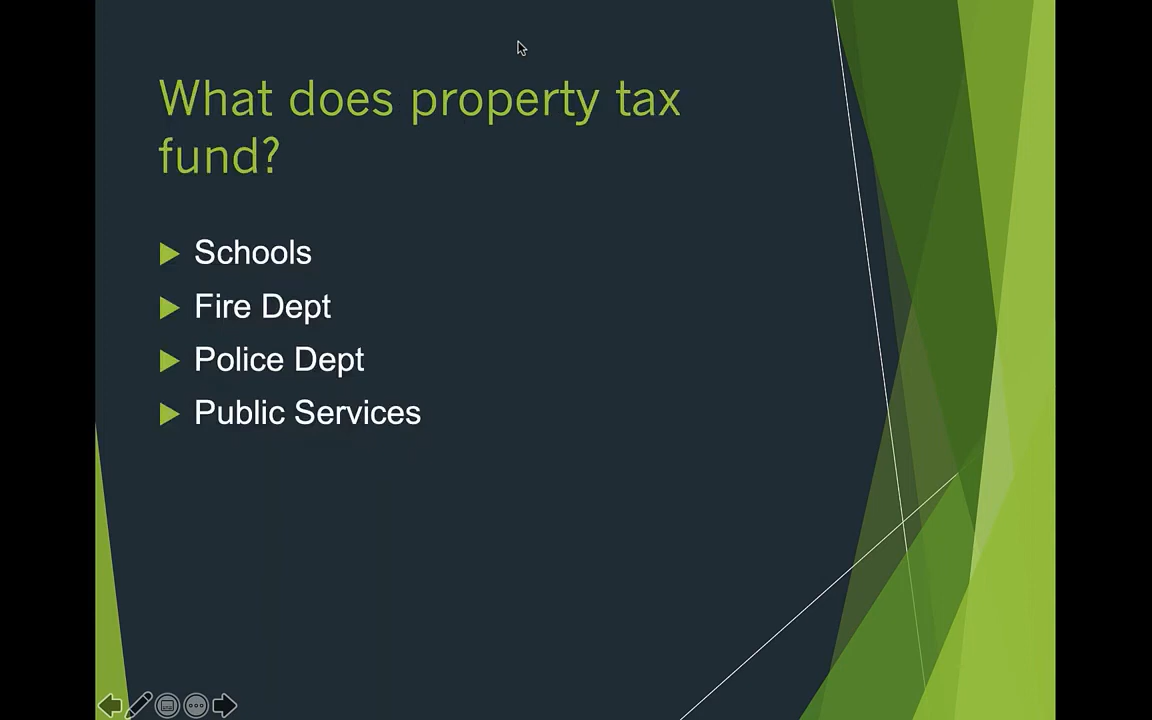 What does property tax
fund?
Schools
Fire Dept
Police Dept
Public Services